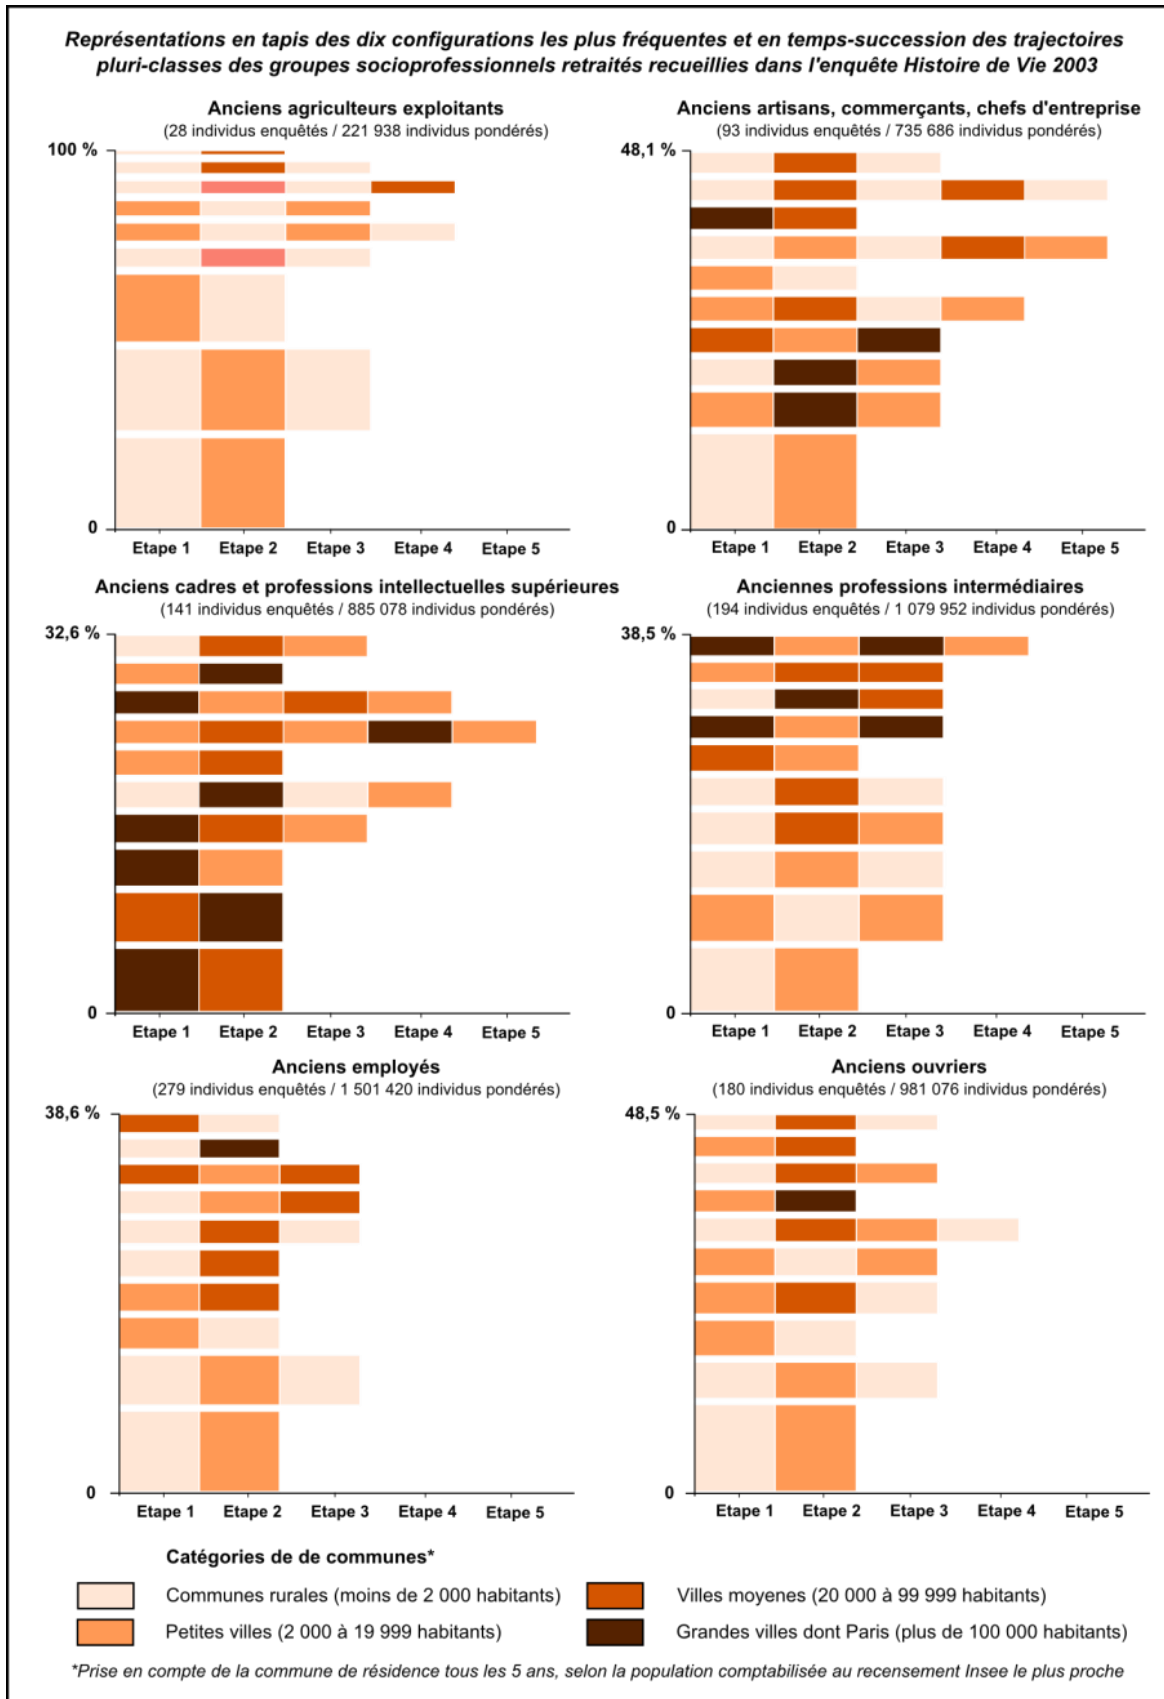 Représentations en tapis des dix configurations les plus fréquentes et en temps-succession des trajectoires
pluri-classes des groupes socioprofessionnels retraités recueillies dans l'enquête Histoire de Vie 2003
Anciens agriculteurs exploitants
(28 individus enquêtés / 221 938 individus pondérés)
100 %
0
Etape 1 Etape 2 Etape 3 Etape 4 Etape 5
Anciens artisans, commerçants, chefs d'entreprise
(93 individus enquêtés / 735 686 individus pondérés)
48,1 %
0
Etape 1 Etape 2 Etape 3 Etape 4 Etape 5
Anciens cadres et professions intellectuelles supérieures
(141 individus enquêtés / 885 078 individus pondérés)
32,6 %
0
Etape 1 Etape 2 Etape 3 Etape 4 Etape 5
Anciennes professions intermédiaires
(194 individus enquêtés / 1 079 952 individus pondérés)
38,5 %
0
Etape 1 Etape 2 Etape 3 Etape 4 Etape 5
Anciens employés
(279 individus enquêtés / 1 501 420 individus pondérés)
38,6 %
0
Etape 1 Etape 2 Etape 3 Etape 4 Etape 5
Anciens ouvriers
(180 individus enquêtés / 981 076 individus pondérés)
48,5 %
0
Etape 1 Etape 2 Etape 3 Etape 4 Etape 5
Catégories de de communes*
Communes rurales (moins de 2 000 habitants)
Villes moyenes (20 000 à 99 999 habitants)
Petites villes (2 000 à 19 999 habitants)
Grandes villes dont Paris (plus de 100 000 habitants)
*Prise en compte de la commune de résidence tous les 5 ans, selon la population comptabilisée au recensement Insee le plus proche